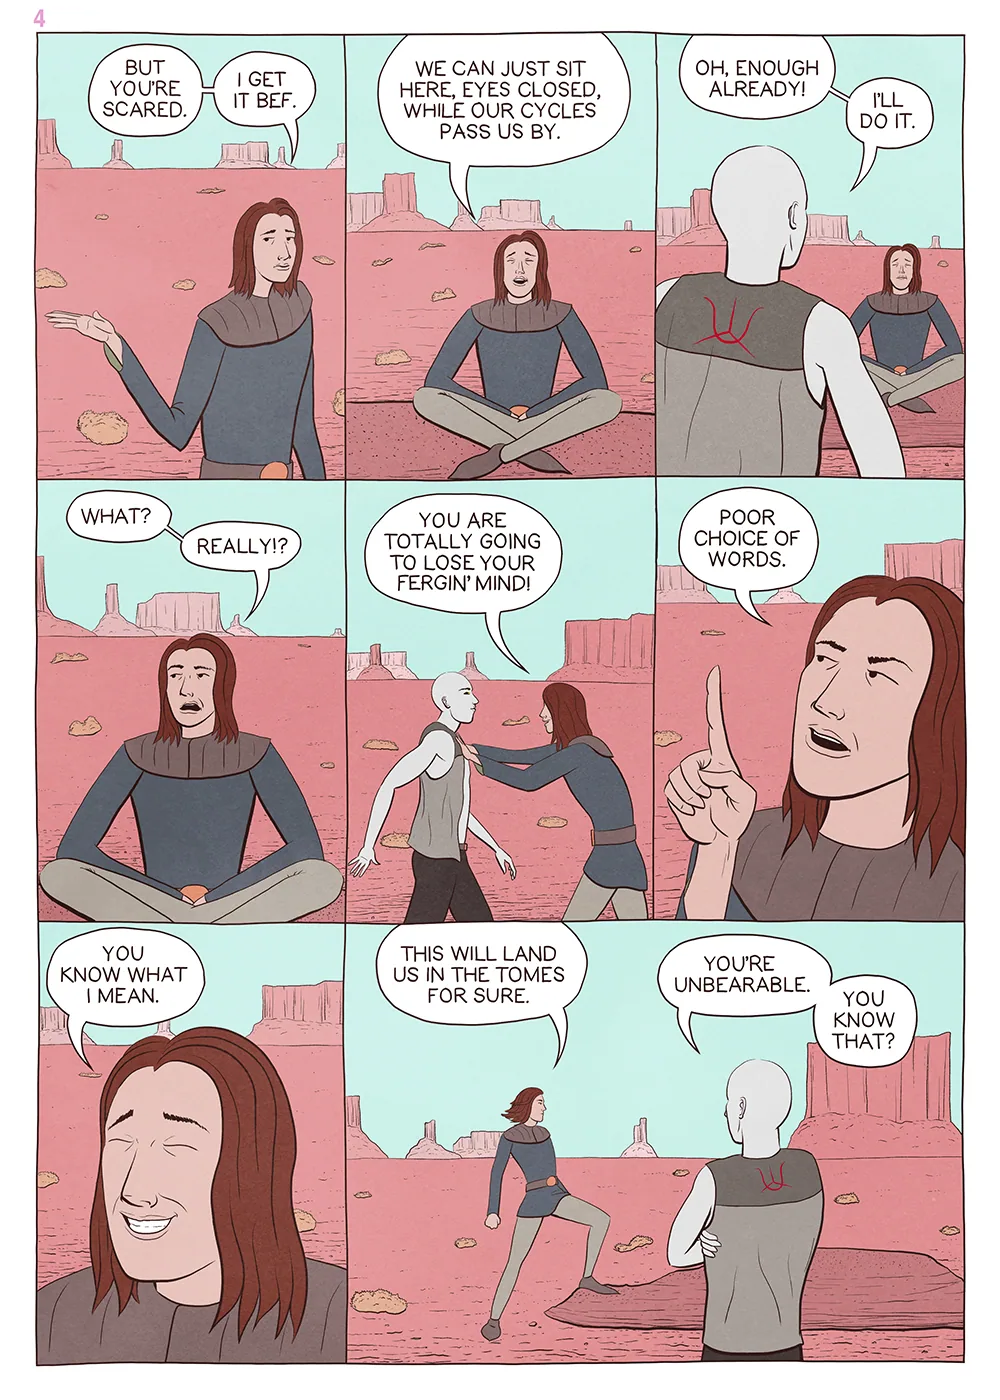 4
BUT
YOU'RE
SCARED.
I GET
IT BEF.
WE CAN JUST SIT
HERE, EYES CLOSED,
WHILE OUR CYCLES
PASS US BY.
OH, ENOUGH
ALREADY!
I'LL
DO IT.
WHAT?
REALLY!?
YOU ARE
TOTALLY GOING
TO LOSE YOUR
FERGIN' MIND!
POOR
CHOICE OF
WORDS.
YOU
KNOW WHAT
I MEAN.
THIS WILL LAND
US IN THE TOMES
FOR SURE.
YOU'RE
UNBEARABLE.
YOU
KNOW
THAT?